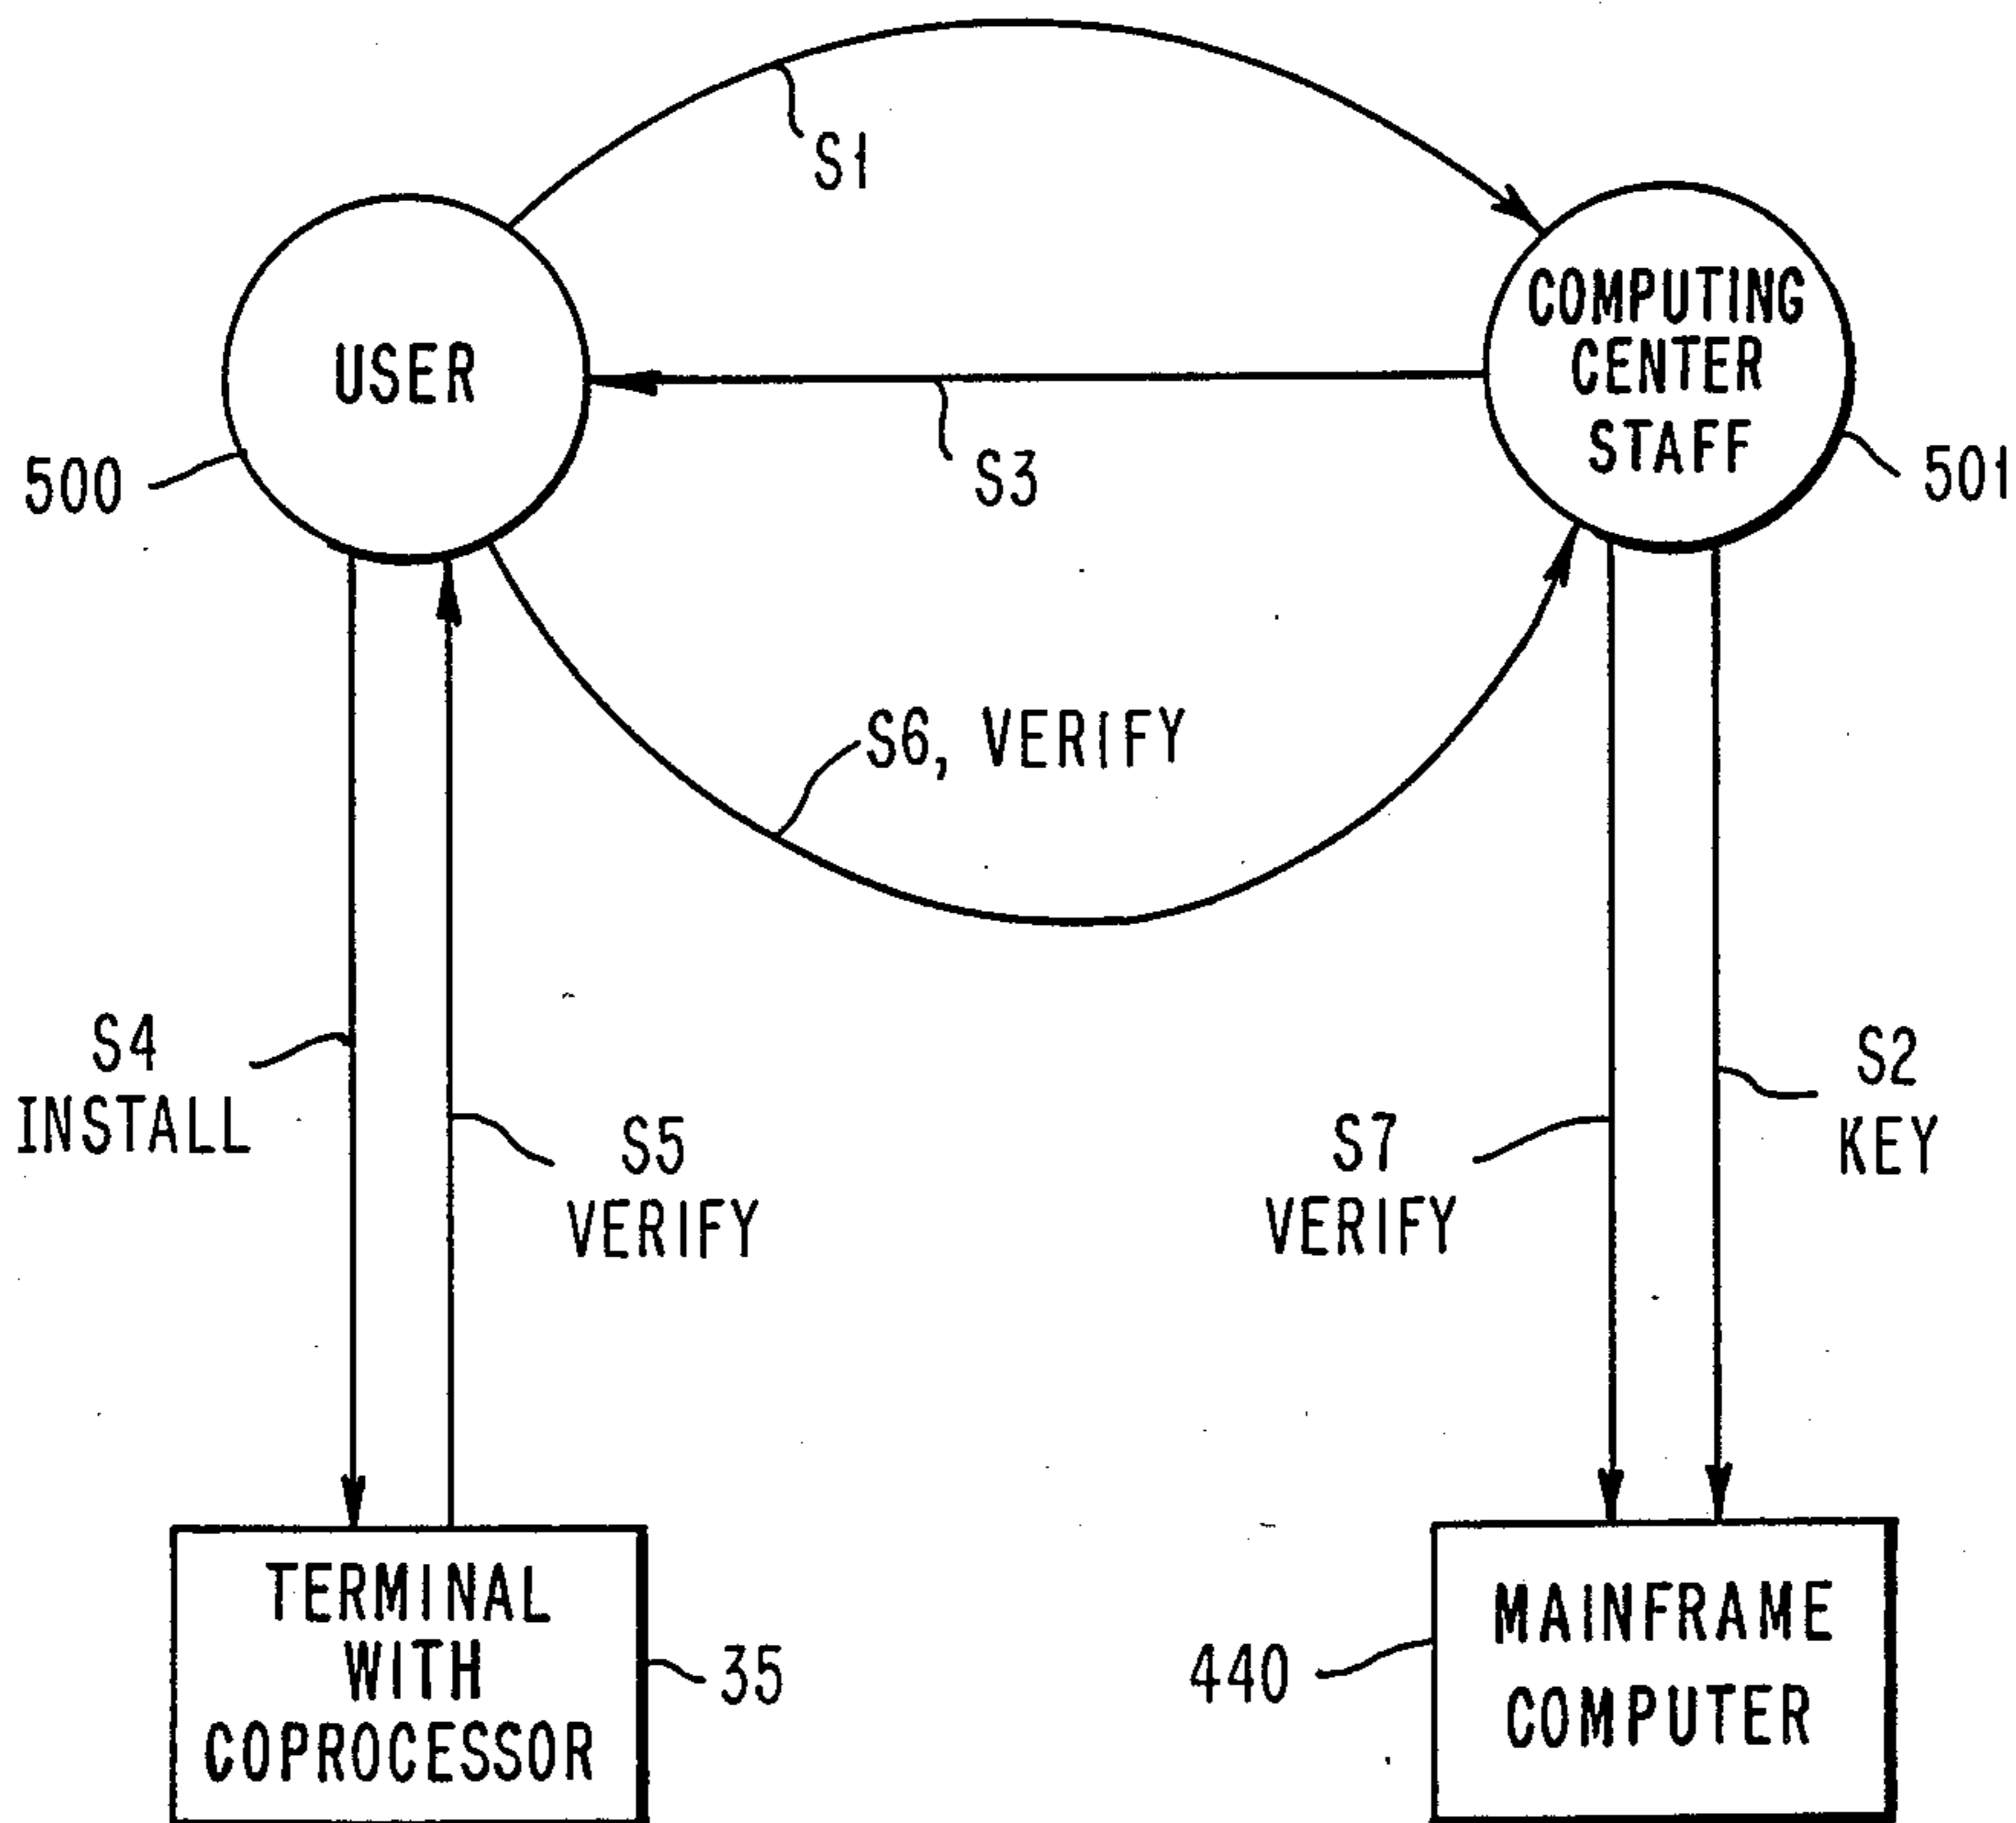 S1
USER
COMPUTING
CENTER
STAFF
500
S3
501
S6, VERIFY
S4
INSTALL
S5
VERIFY
S7
VERIFY
S2
KEY
TERMINAL
WITH
COPROCESSOR
35
440
MAINFRAME
COMPUTER